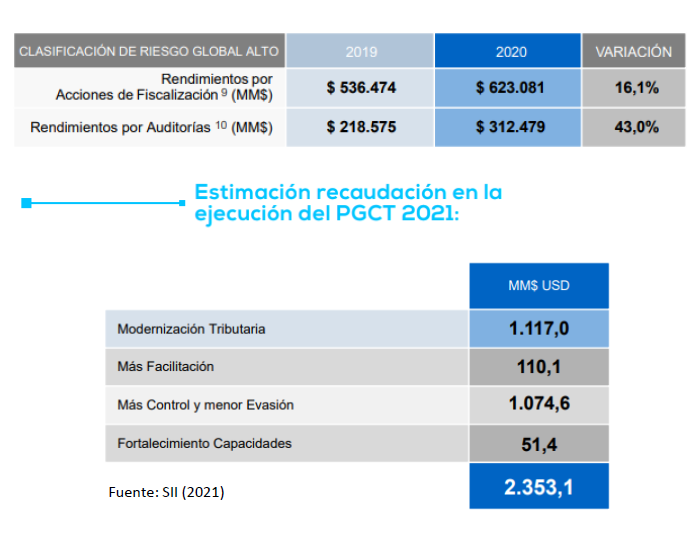 CLASIFICACIÓN DE RIESGO GLOBAL ALTO 2019 2020 VARIACIÓN
Rendimientos por
Acciones de Fiscalización 9 (MM$) $ 536.474 $ 623.081 16,1%
Rendimientos por Auditorías 10 (MM$) $ 218.575 $ 312.479 43,0%
Estimación recaudación en la
ejecución del PGCT 2021:
MM$ USD
Modernización Tributaria 1.117,0
Más Facilitación 110,1
Más Control y menor Evasión 1.074,6
Fortalecimiento Capacidades 51,4
Fuente: SII (2021) 2.353,1